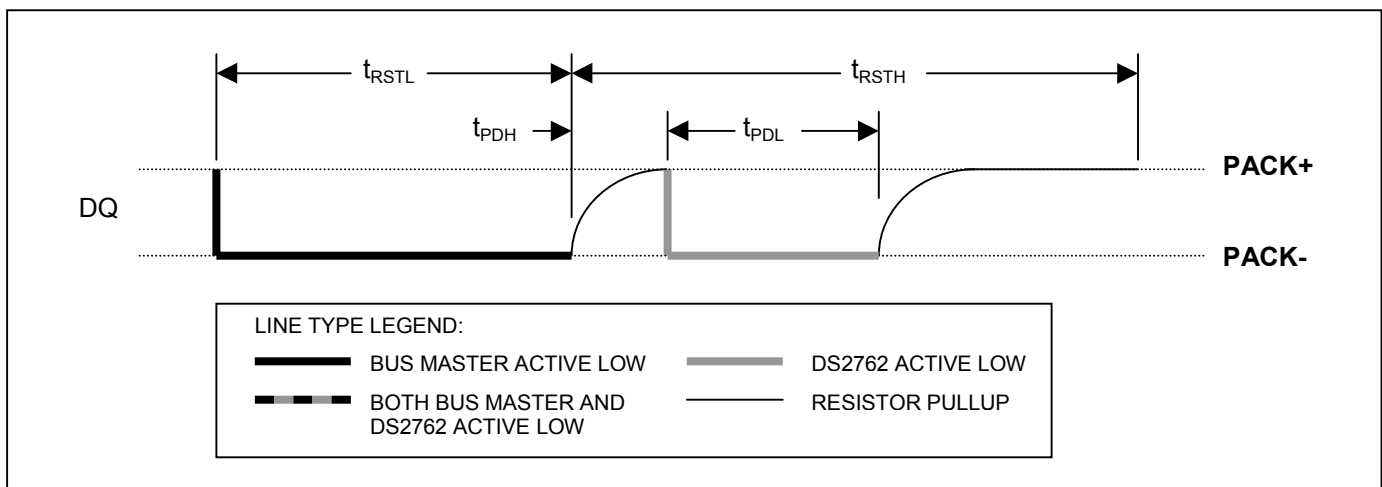 tRSTL
tRSTH
tPDH
tPDL
PACK+
DQ
PACK-
LINE TYPE LEGEND:
BUS MASTER ACTIVE LOW
DS2762 ACTIVE LOW
BOTH BUS MASTER AND
DS2762 ACTIVE LOW
RESISTOR PULLUP